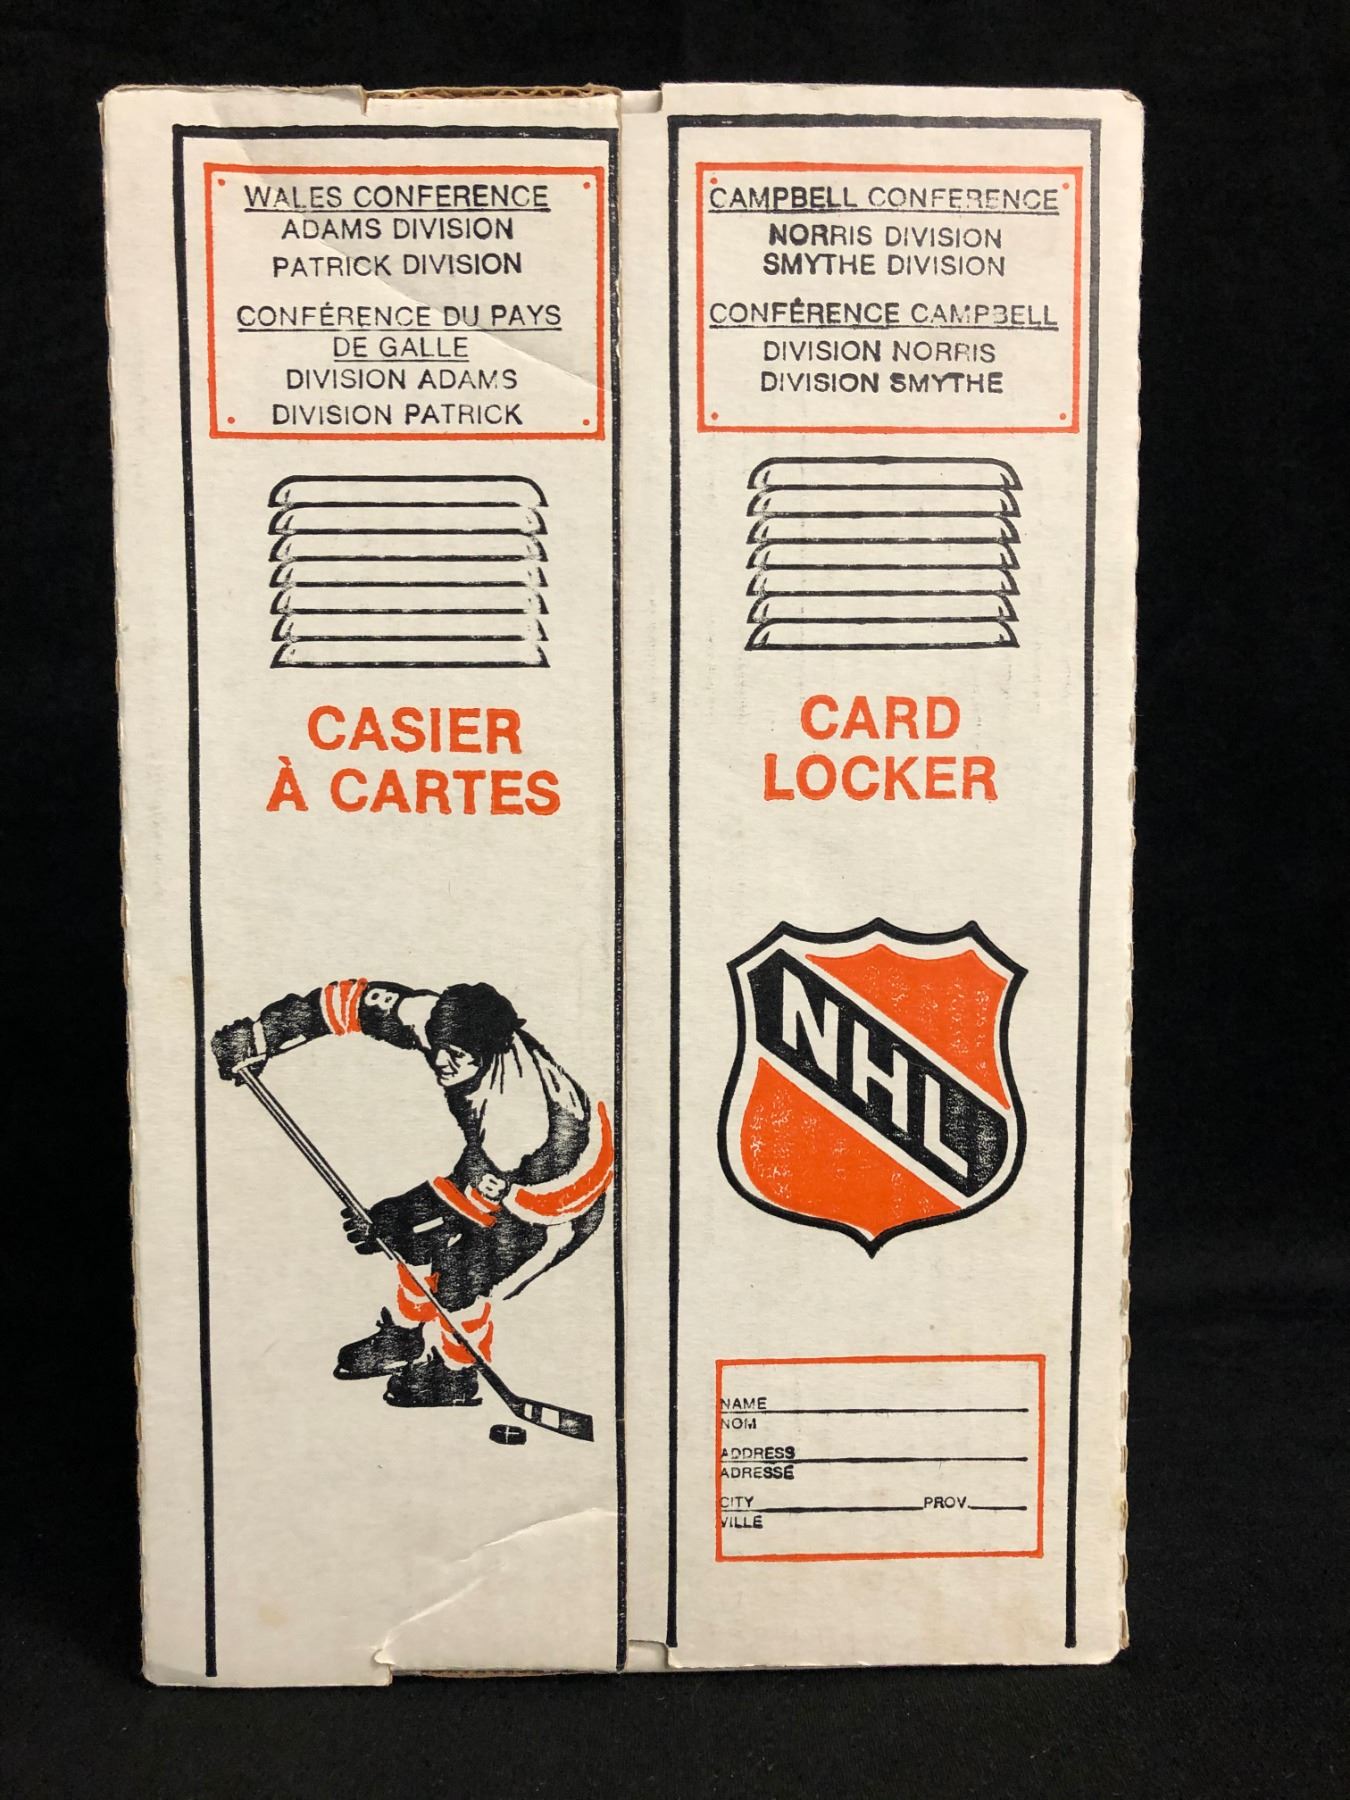 WALES CONFERENCE
ADAMS DIVISION
PATRICK DIVISION
CONFÉRENCE DU PAYS
DE GALLE
DIVISION ADAMS
DIVISION PATRICK
CASIER
À CARTES
8
8
CAMPBELL CONFERENCE
NORRIS DIVISION
SMYTHE DIVISION
CONFÉRENCE CAMPBELL
DIVISION NORRIS
DIVISION SMYTHE
CARD
LOCKER
NHL
NAME
NOM
ADDRESS
ADRESSE
CITY PROV.
VILLE